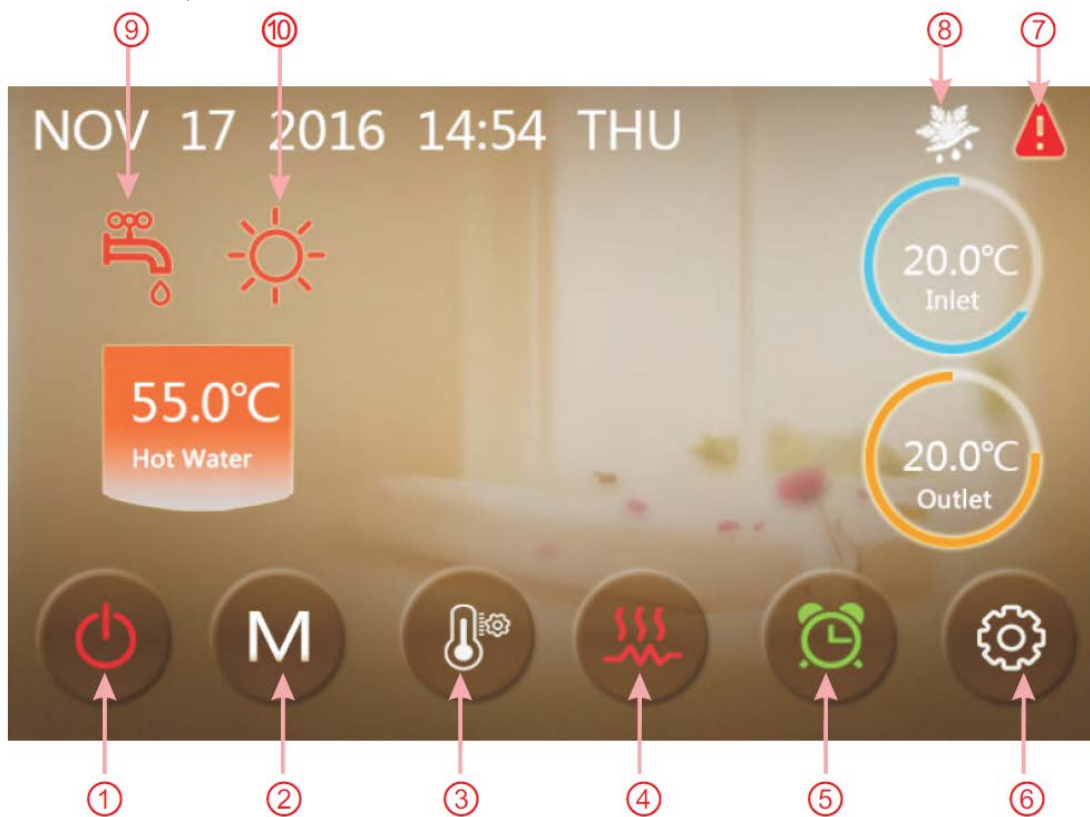 ⑨ ⑩ ⑧ ⑦
NOV 17 2016 14:54 THU
20.0°C
Inlet
55.0°C
Hot Water
20.0°C
Outlet
M
① ② ③ ④ ⑤ ⑥